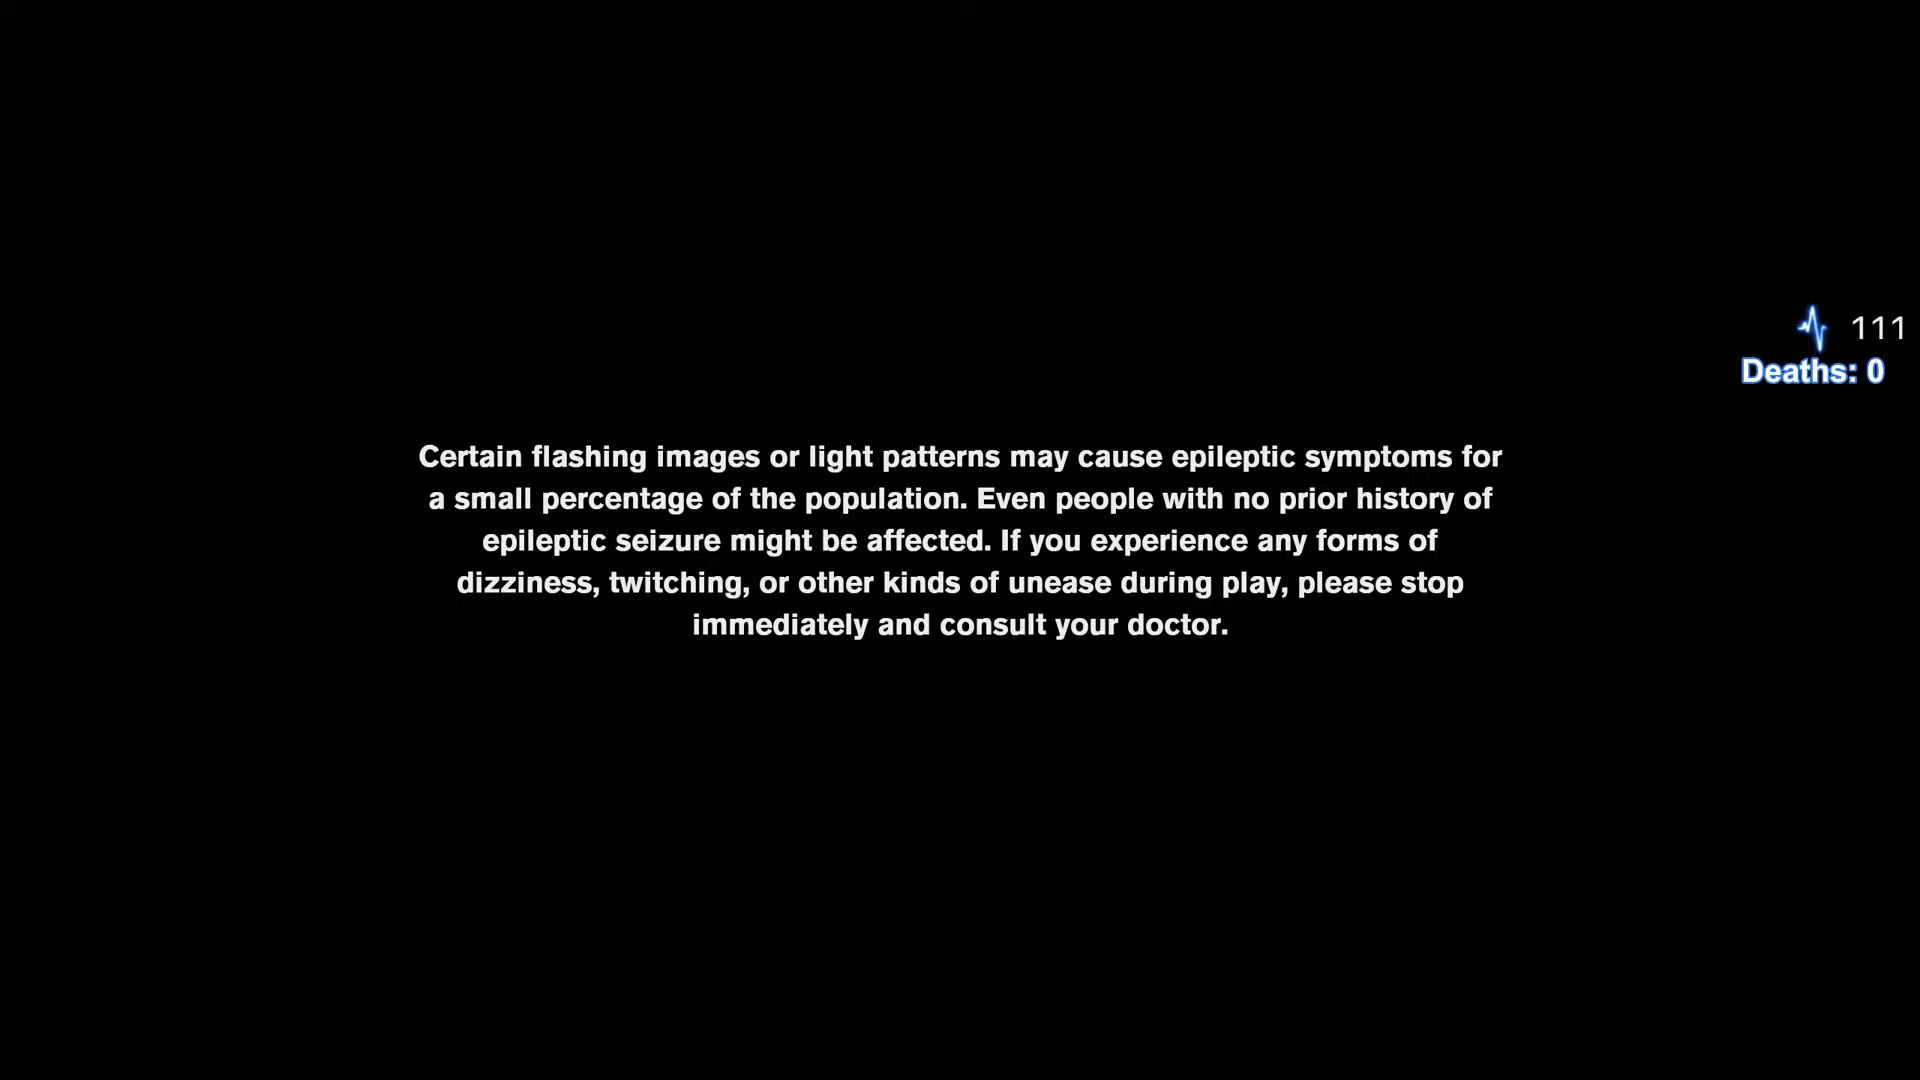 111
Deaths: 0
Certain flashing images or light patterns may cause epileptic symptoms for
a small percentage of the population. Even people with no prior history of
epileptic seizure might be affected. If you experience any forms of
dizziness, twitching, or other kinds of unease during play, please stop
immediately and consult your doctor.